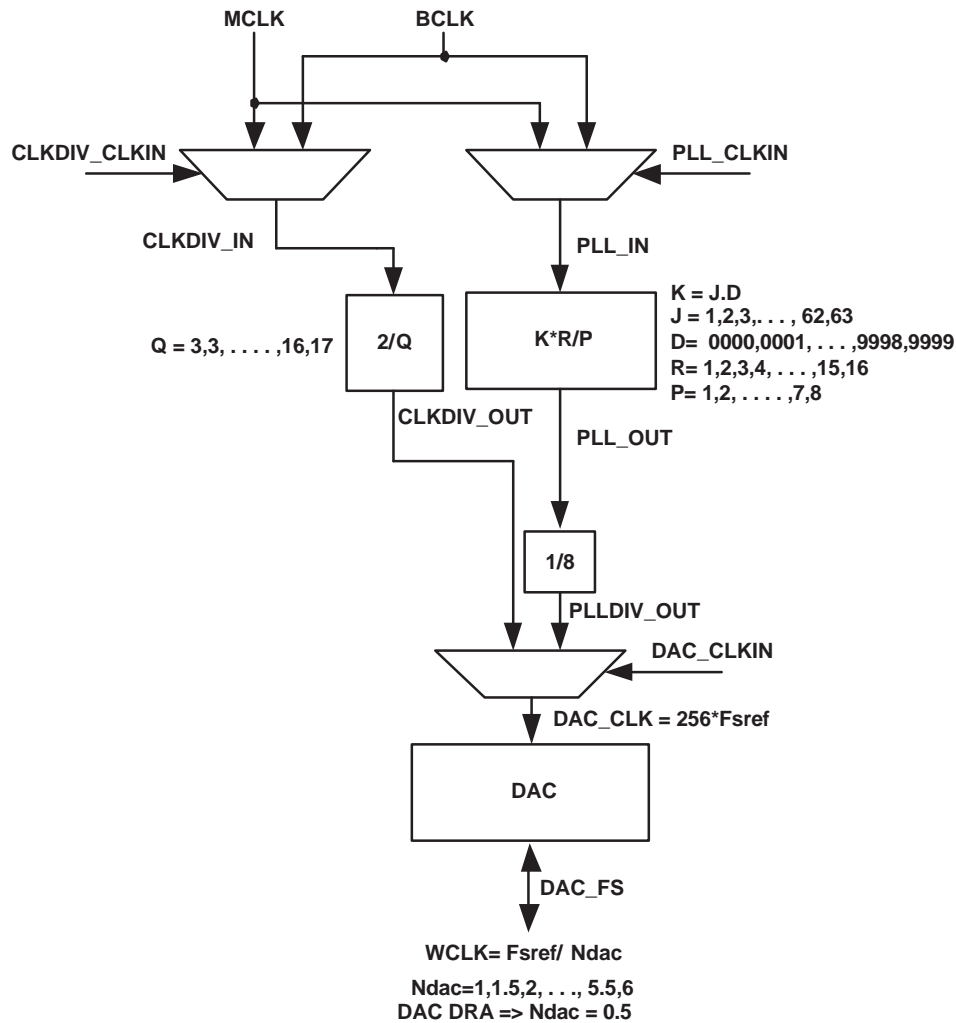 MCLK
BCLK
CLKDIV_CLKIN
PLL_CLKIN
CLKDIV_IN
PLL_IN
K = J.D
J = 1,2,3,. . . , 62,63
D= 0000,0001, . . . ,9998,9999
R= 1,2,3,4, . . . ,15,16
P= 1,2, . . . . ,7,8
Q = 3,3, . . . . ,16,17
2/Q
K*R/P
CLKDIV_OUT
PLL_OUT
1/8
PLLDIV_OUT
DAC_CLKIN
DAC_CLK = 256*Fsref
DAC
DAC_FS
WCLK= Fsref/ Ndac
Ndac=1,1.5,2, . . ., 5.5,6
DAC DRA => Ndac = 0.5